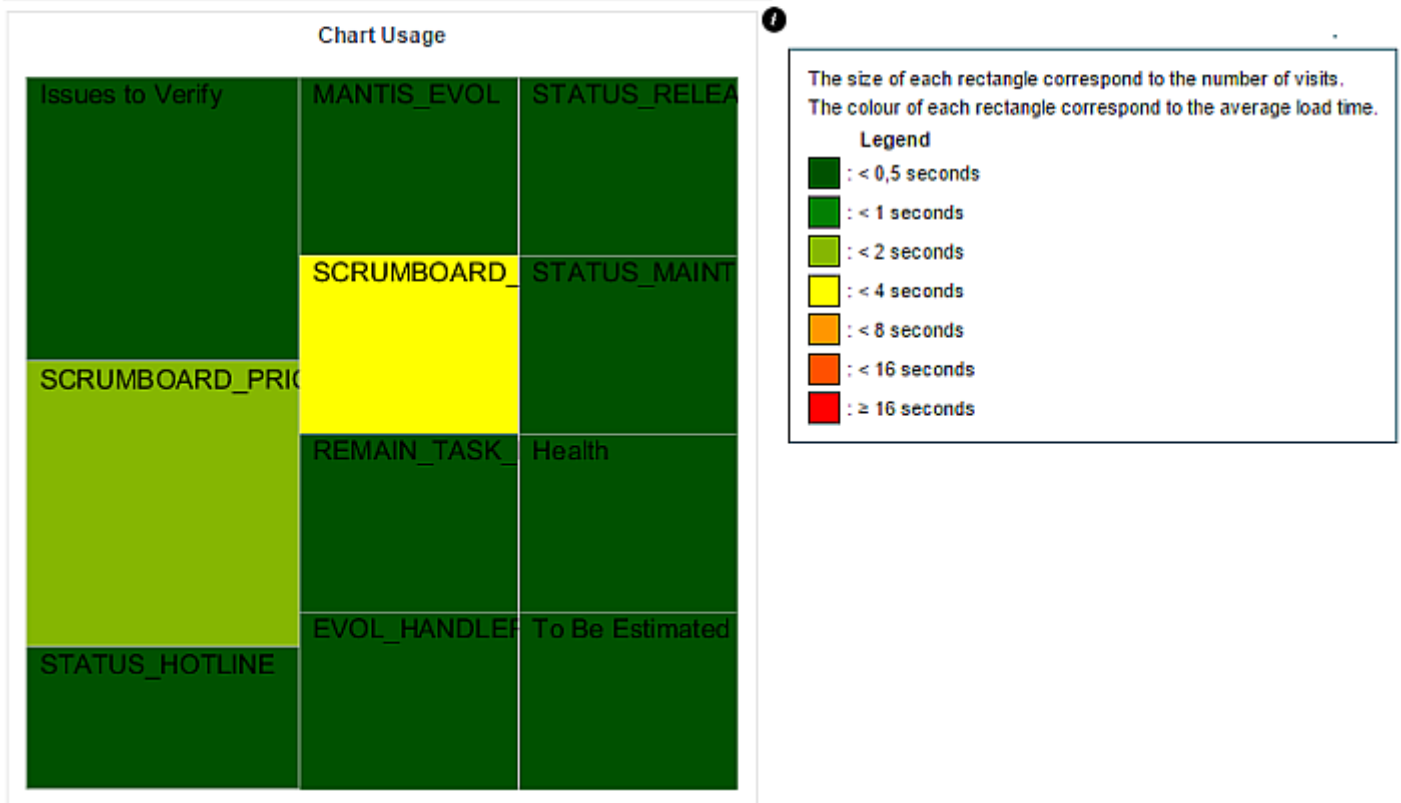 Chart Usage
Issues to Verify
MANTIS_EVOL
STATUS_RELEA
SCRUMBOARD_
STATUS_MAINT
SCRUMBOARD_PRIO
REMAIN_TASK_
Health
EVOL_HANDLER
To Be Estimated
STATUS_HOTLINE
i
The size of each rectangle correspond to the number of visits.
The colour of each rectangle correspond to the average load time.
Legend
: < 0,5 seconds
: < 1 seconds
: < 2 seconds
: < 4 seconds
: < 8 seconds
: < 16 seconds
: ≥ 16 seconds